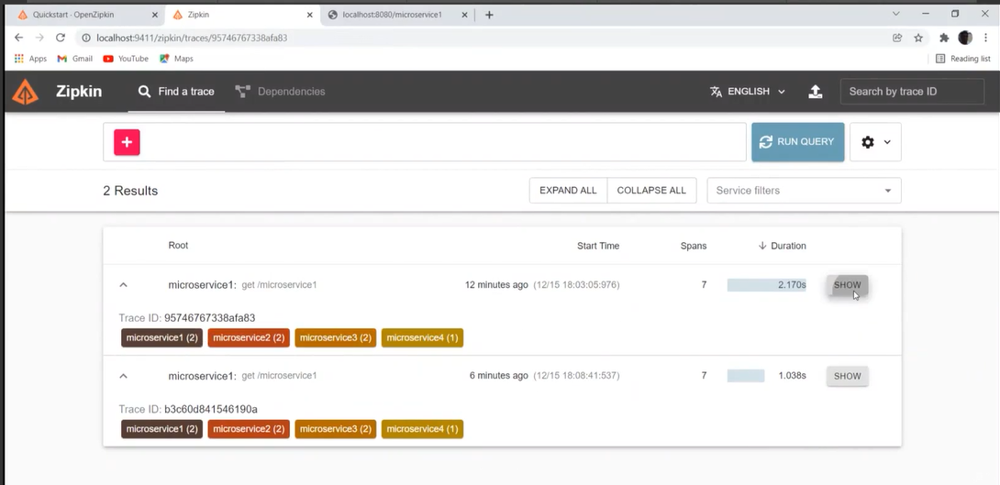 Quickstart · OpenZipkin
Zipkin
localhost:8080/microservice1
localhost:9411/zipkin/traces/95746767338afa83
Apps Gmail YouTube Maps Reading list
Zipkin Find a trace Dependencies ENGLISH Search by trace ID
RUN QUERY
2 Results EXPAND ALL COLLAPSE ALL Service filters
Root Start Time Spans Duration
microservice1: get /microservice1 12 minutes ago (12/15 18:03:05:976) 7 2.170s SHOW
Trace ID: 95746767338afa83
microservice1 (2) microservice2 (2) microservice3 (2) microservice4 (1)
microservice1: get /microservice1 6 minutes ago (12/15 18:08:41:537) 7 1.038s SHOW
Trace ID: b3c60d841546190a
microservice1 (2) microservice2 (2) microservice3 (2) microservice4 (1)